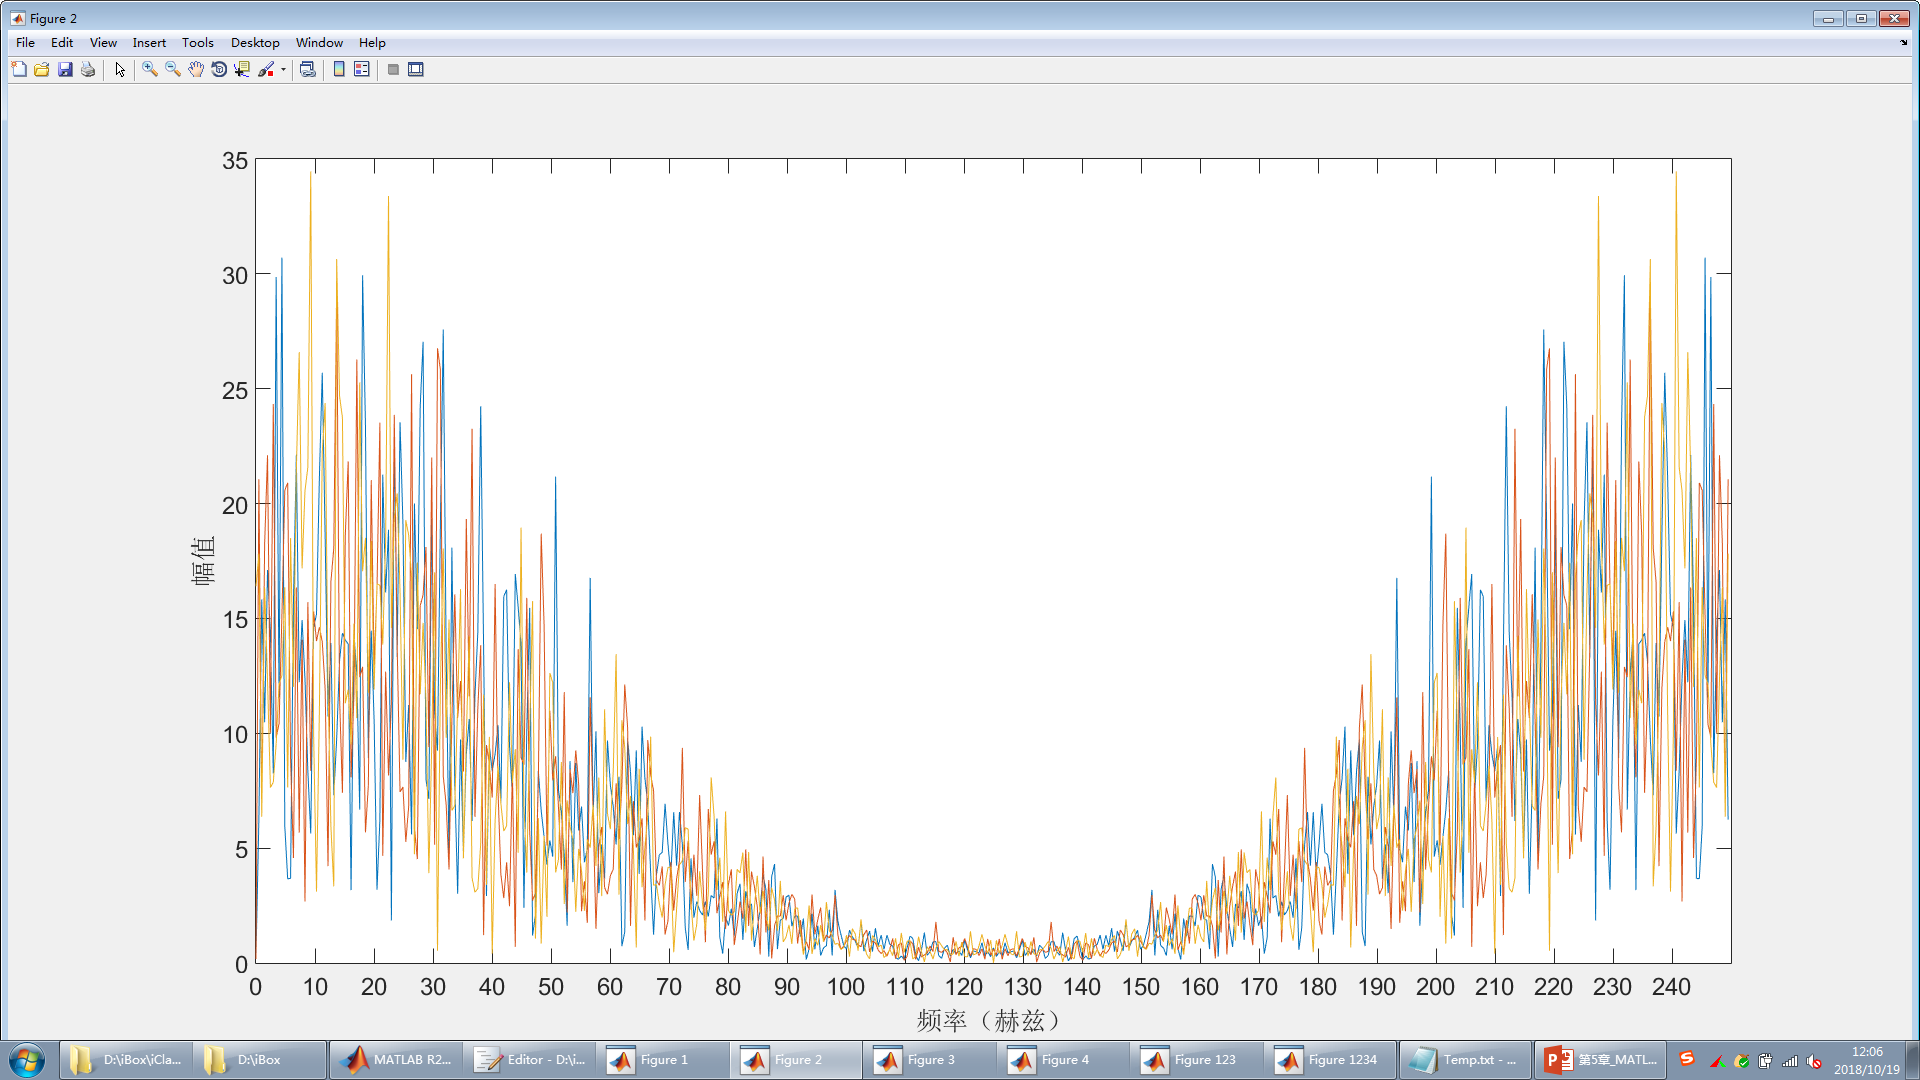 Figure 2
File Edit View Insert Tools Desktop Window Help
35
30
25
20
15
10
5
0
幅值
0 10 20 30 40 50 60 70 80 90 100 110 120 130 140 150 160 170 180 190 200 210 220 230 240
频率（赫兹）
D:\iBox\iCla... D:\iBox MATLAB R2... Editor - D:\i... Figure 1 Figure 2 Figure 3 Figure 4 Figure 123 Figure 1234 Temp.txt - ... 第5章_MATL... 12:06
2018/10/19